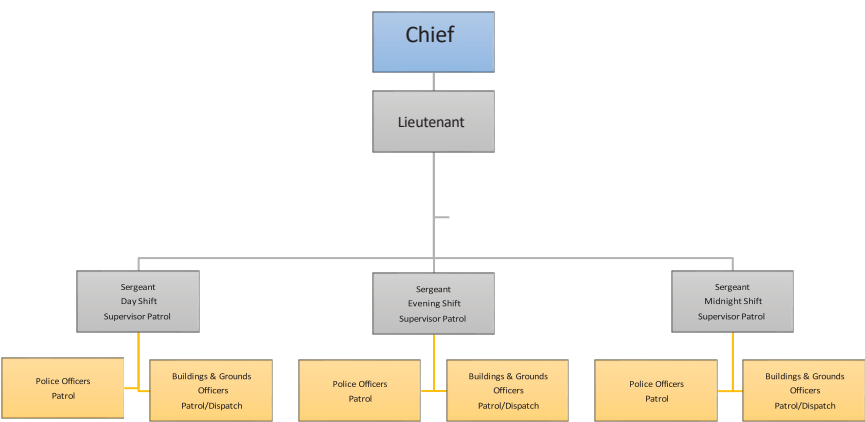 Chief
Lieutenant
Sergeant
Day Shift
Supervisor Patrol
Sergeant
Evening Shift
Supervisor Patrol
Sergeant
Midnight Shift
Supervisor Patrol
Police Officers
Patrol
Buildings & Grounds
Officers
Patrol/Dispatch
Police Officers
Patrol
Buildings & Grounds
Officers
Patrol/Dispatch
Police Officers
Patrol
Buildings & Grounds
Officers
Patrol/Dispatch